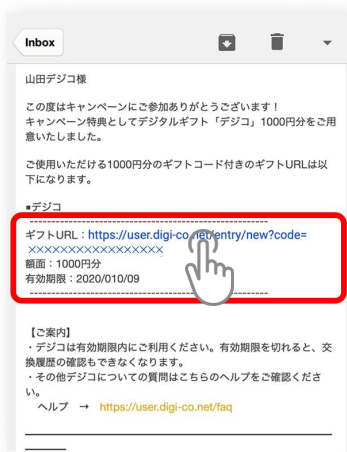 Inbox
山田デジコ様
この度はキャンペーンにご参加ありがとうございます！
キャンペーン特典としてデジタルギフト「デジコ」1000円分をご用
意いたしました。
ご使用いただける1000円分のギフトコード付きのギフトURLは以
下になります。
■デジコ
------------------------------------------------------
ギフトURL：https://user.digi-co.net/entry/new?code=
××××××××××××××××××
額面：1000円分
有効期限：2020/010/09
------------------------------------------------------
【ご案内】
・デジコは有効期限内にご利用ください。有効期限を切れると、交
換履歴の確認もできなくなります。
・その他デジコについての質問はこちらのヘルプをご確認くださ
い。
ヘルプ　→　https://user.digi-co.net/faq